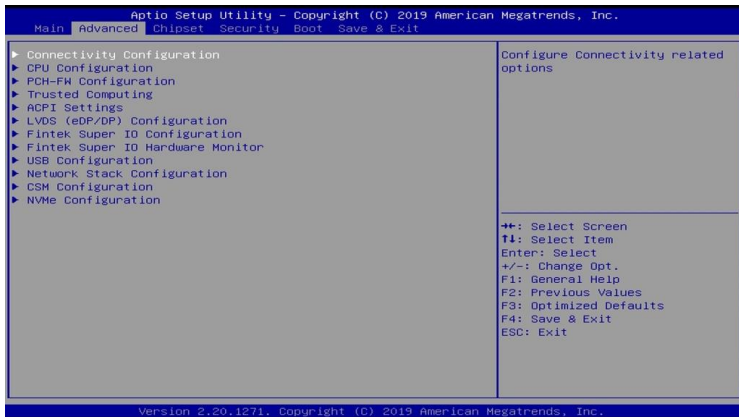 Aptio Setup Utility - Copyright (C) 2019 American Megatrends, Inc.
Main Advanced Chipset Security Boot Save & Exit
▶ Connectivity Configuration
▶ CPU Configuration
▶ PCH-FW Configuration
▶ Trusted Computing
▶ ACPI Settings
▶ LVDS (eDP/DP) Configuration
▶ Fintek Super IO Configuration
▶ Fintek Super IO Hardware Monitor
▶ USB Configuration
▶ Network Stack Configuration
▶ CSM Configuration
▶ NVMe Configuration
Configure Connectivity related
options
→←: Select Screen
↑↓: Select Item
Enter: Select
+/-: Change Opt.
F1: General Help
F2: Previous Values
F3: Optimized Defaults
F4: Save & Exit
ESC: Exit
Version 2.20.1271. Copyright (C) 2019 American Megatrends, Inc.